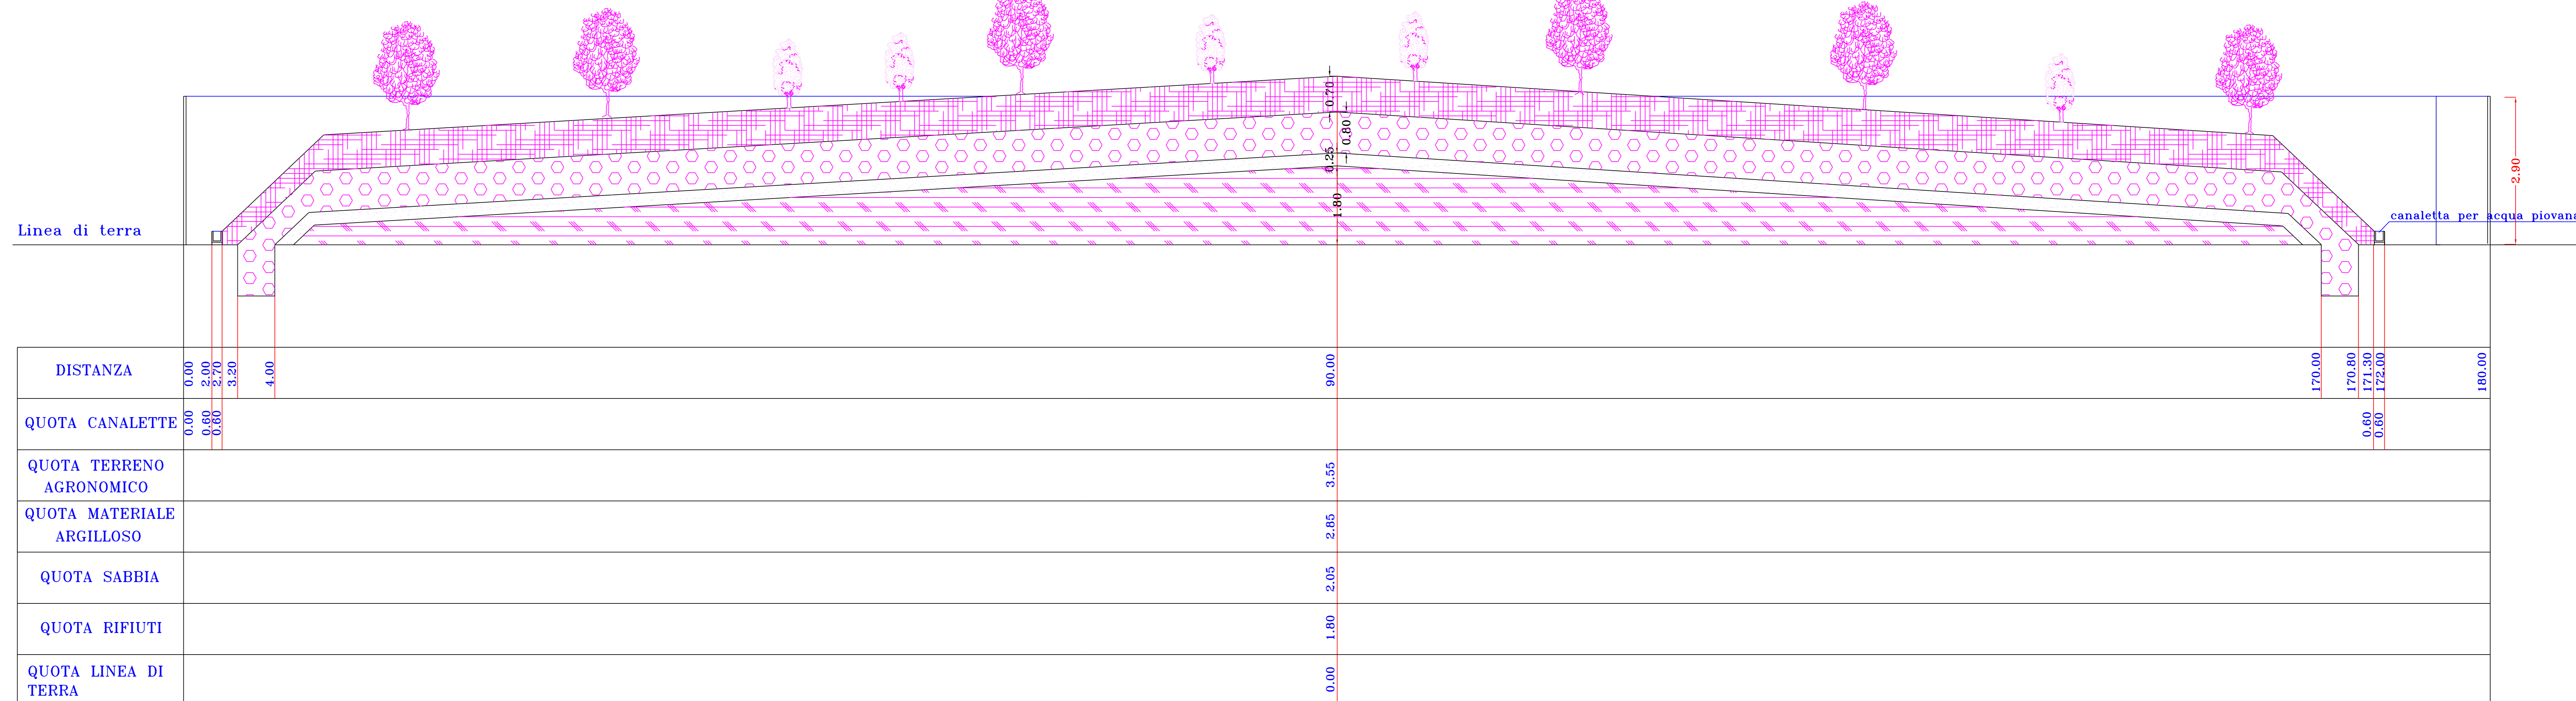 0.70
0.80
0.25
1.80
2.90
Linea di terra
canaletta per acqua piovana
DISTANZA
0.00
2.00
2.70
3.20
4.00
90.00
170.00
170.80
171.30
172.00
180.00
QUOTA CANALETTE
0.00
0.60
0.60
0.60
0.60
QUOTA TERRENO
AGRONOMICO
3.55
QUOTA MATERIALE
ARGILLOSO
2.85
QUOTA SABBIA
2.05
QUOTA RIFIUTI
1.80
QUOTA LINEA DI
TERRA
0.00